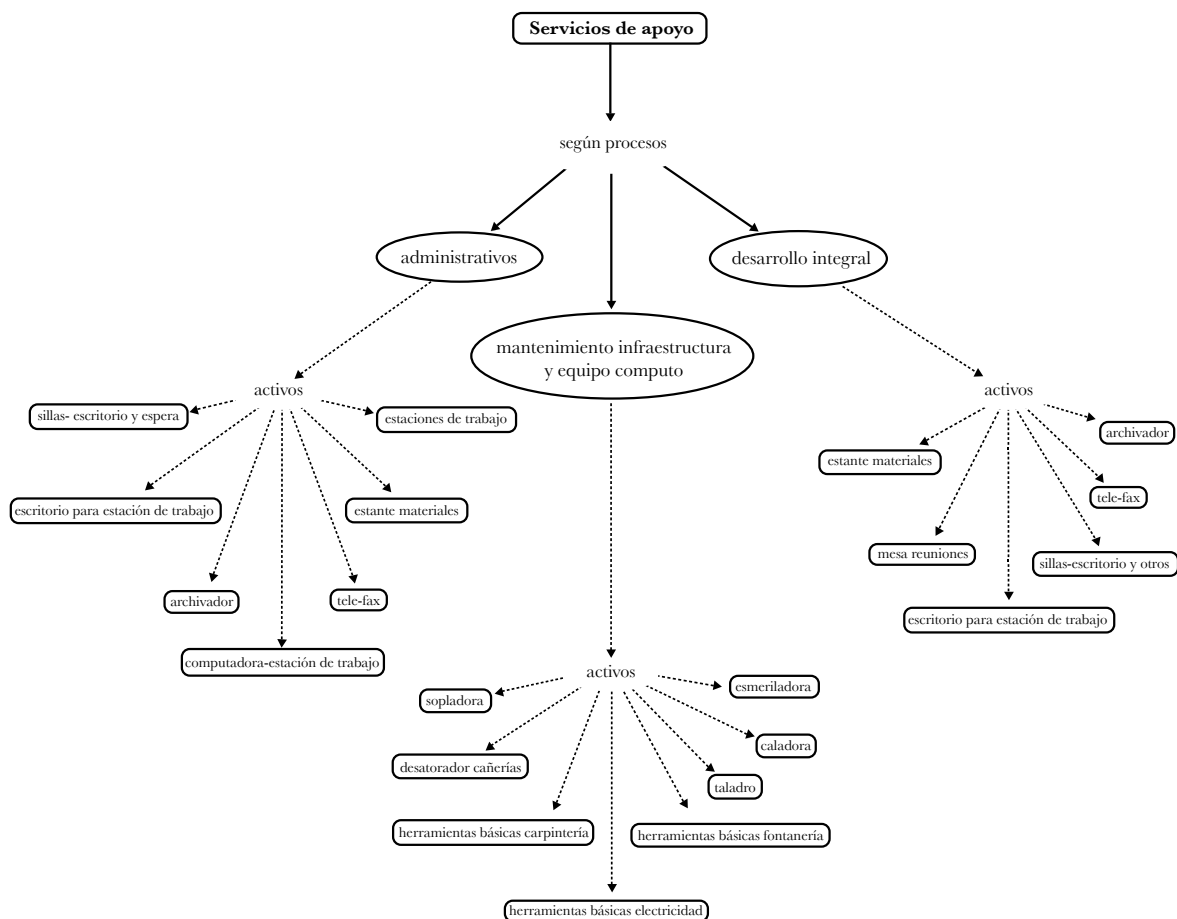 Servicios de apoyo
según procesos
administrativos
desarrollo integral
mantenimiento infraestructura
y equipo computo
activos
sillas- escritorio y espera
estaciones de trabajo
escritorio para estación de trabajo
estante materiales
archivador
tele-fax
computadora-estación de trabajo
activos
archivador
estante materiales
tele-fax
mesa reuniones
sillas-escritorio y otros
escritorio para estación de trabajo
activos
sopladora
esmeriladora
caladora
desatorador cañerías
taladro
herramientas básicas carpintería
herramientas básicas fontanería
herramientas básicas electricidad